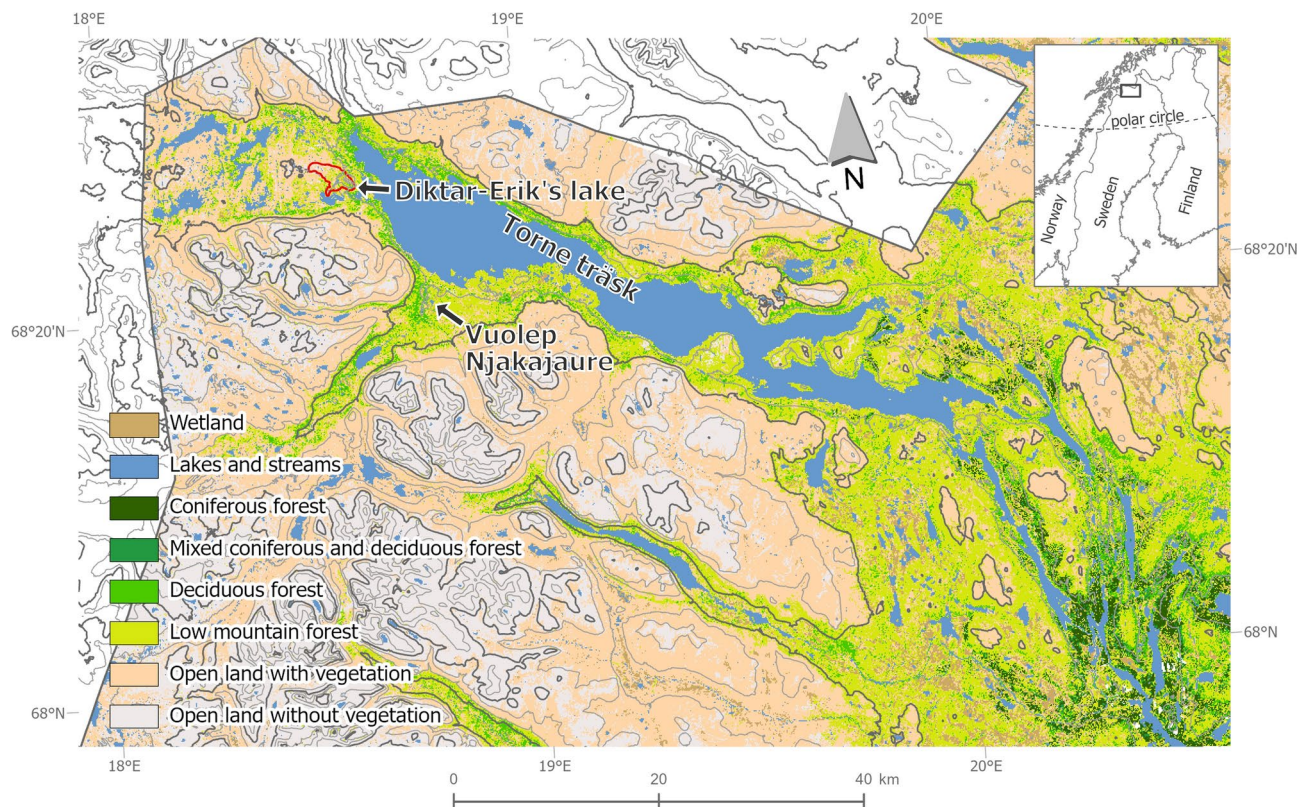 18°E
19°E
20°E
polar circle
Norway
Sweden
Finland
N
Diktar-Erik's lake
Torne träsk
68°20'N
68°20'N
Vuolep
Njakajaure
Wetland
Lakes and streams
Coniferous forest
Mixed coniferous and deciduous forest
Deciduous forest
Low mountain forest
Open land with vegetation
Open land without vegetation
68°N
68°N
18°E
19°E
20°E
0
20
40 km